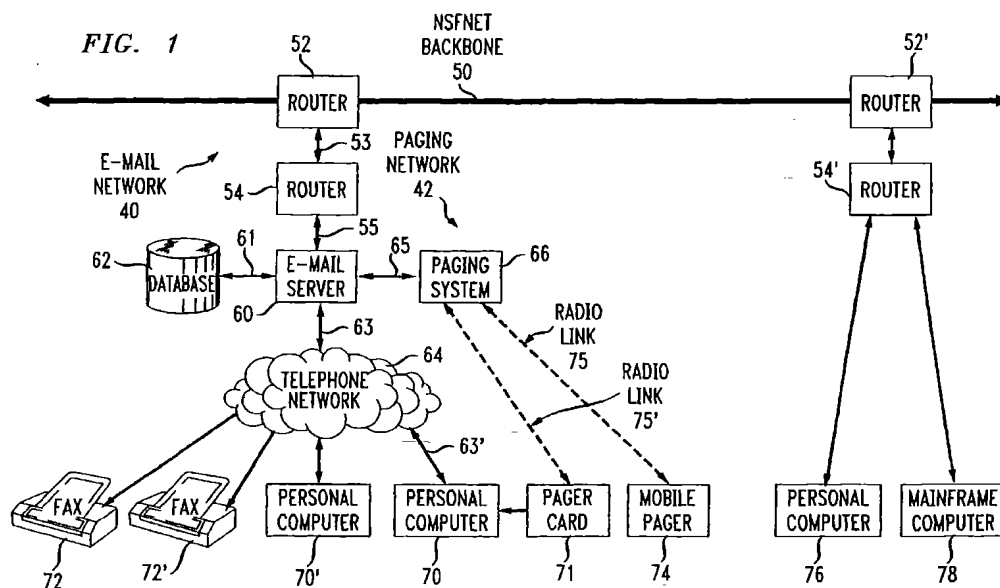 FIG. 1
NSFNET
BACKBONE
50
52
52'
ROUTER
ROUTER
53
E-MAIL
NETWORK
40
PAGING
NETWORK
42
54
ROUTER
54'
ROUTER
55
62
DATABASE
61
E-MAIL
SERVER
60
65
PAGING
SYSTEM
66
63
64
TELEPHONE
NETWORK
RADIO
LINK
75
RADIO
LINK
75'
63'
FAX
72
FAX
72'
PERSONAL
COMPUTER
70'
PERSONAL
COMPUTER
70
PAGER
CARD
71
MOBILE
PAGER
74
PERSONAL
COMPUTER
76
MAINFRAME
COMPUTER
78